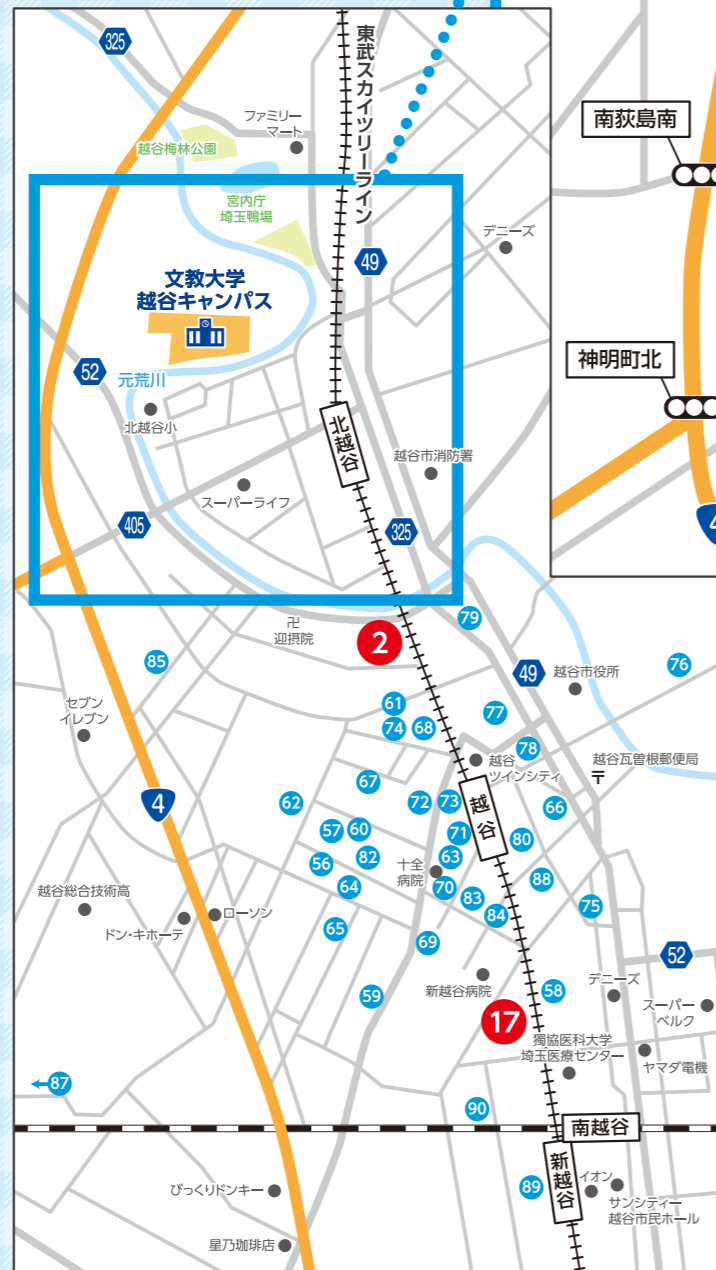 325
東武スカイツリーライン
ファミリー
マート
越谷梅林公園
宮内庁
埼玉鴨場
南荻島南
デニーズ
49
文教大学
越谷キャンパス
神明町北
52
元荒川
北越谷小
北越谷
越谷市消防署
スーパーライフ
405
325
4
79
卍
迎摂院
2
85
49
越谷市役所
76
セブン
イレブン
61
77
74
68
78
越谷
ツインシティ
越谷瓦曽根郵便局
〒
67
4
62
72
73
越谷
66
57
60
71
80
56
82
十全
病院
63
64
70
88
越谷総合技術高
83
75
ローソン
84
ドン・キホーテ
65
69
52
新越谷病院
58
デニーズ
59
スーパー
ベルク
17
獨協医科大学
埼玉医療センター
ヤマダ電機
←87
90
南越谷
新越谷
89
イオン
びっくりドンキー
サンシティー
越谷市民ホール
星乃珈琲店